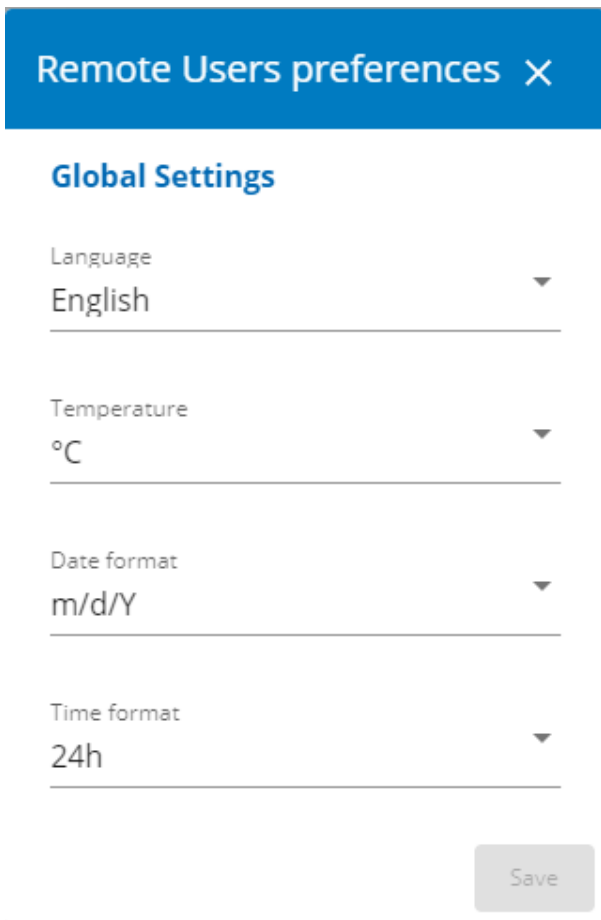 Remote Users preferences
Global Settings
Language
English
Temperature
°C
Date format
m/d/Y
Time format
24h
Save